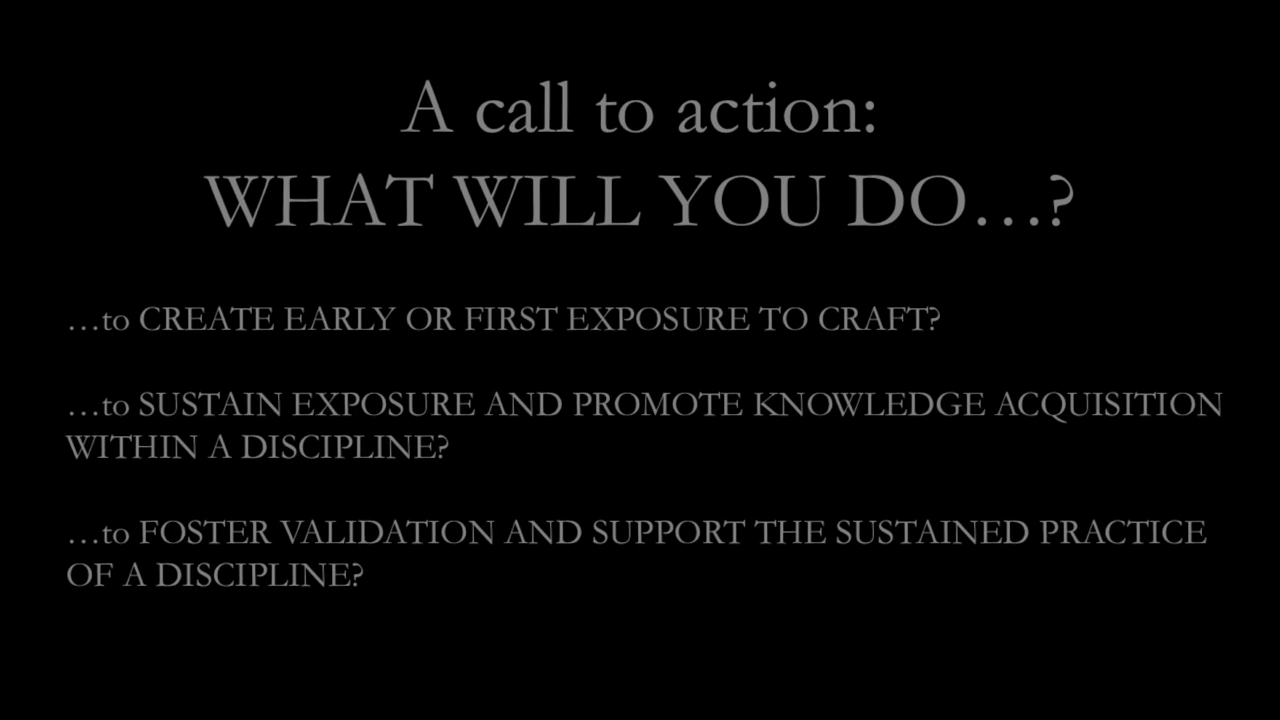 A call to action:
WHAT WILL YOU DO…?
…to CREATE EARLY OR FIRST EXPOSURE TO CRAFT?
…to SUSTAIN EXPOSURE AND PROMOTE KNOWLEDGE ACQUISITION
WITHIN A DISCIPLINE?
…to FOSTER VALIDATION AND SUPPORT THE SUSTAINED PRACTICE
OF A DISCIPLINE?